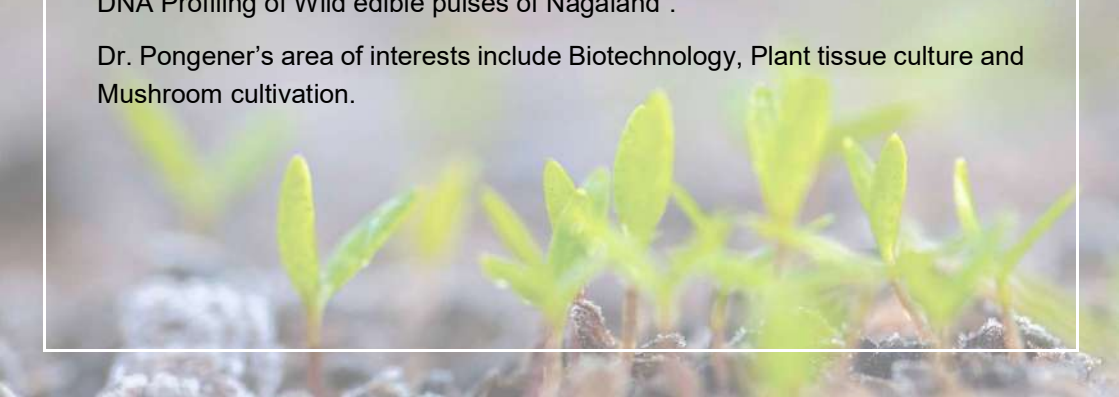 DNA Profiling of Wild edible pulses of Nagaland”.
Dr. Pongener’s area of interests include Biotechnology, Plant tissue culture and
Mushroom cultivation.